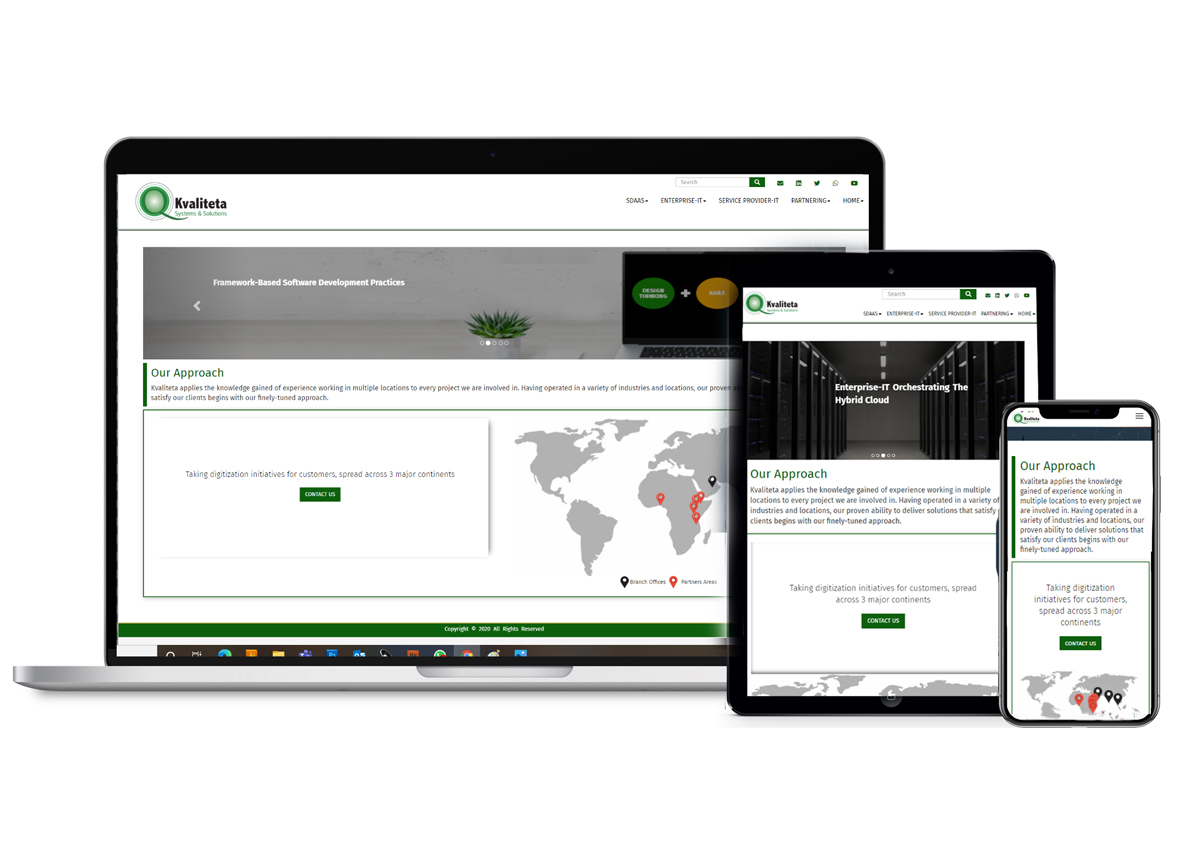 Search
Kvaliteta
Systems & Solutions
SDAAS ENTERPRISE-IT SERVICE PROVIDER-IT PARTNERING HOME
Framework-Based Software Development Practices
DESIGN THINKING + AGILE
Our Approach
Kvaliteta applies the knowledge gained of experience working in multiple locations to every project we are involved in. Having operated in a variety of industries and locations, our proven
satisfy our clients begins with our finely-tuned approach.
Taking digitization initiatives for customers, spread across 3 major continents
CONTACT US
Branch Offices Partners Areas
Copyright © 2020 All Rights Reserved
Search
Kvaliteta
Systems & Solutions
SDAAS ENTERPRISE-IT SERVICE PROVIDER-IT PARTNERING HOME
Enterprise-IT Orchestrating The
Hybrid Cloud
Our Approach
Kvaliteta applies the knowledge gained of experience working in multiple
locations to every project we are involved in. Having operated in a variety of
industries and locations, our proven ability to deliver solutions that satisfy
clients begins with our finely-tuned approach.
Taking digitization initiatives for customers, spread
across 3 major continents
CONTACT US
Kvaliteta
Our Approach
Kvaliteta applies the knowledge
gained of experience working in
multiple locations to every project
we are involved in. Having operated in a
variety of industries and locations, our
proven ability to deliver solutions that
satisfy our clients begins with our
finely-tuned approach.
Taking digitization
initiatives for customers,
spread across 3 major
continents
CONTACT US